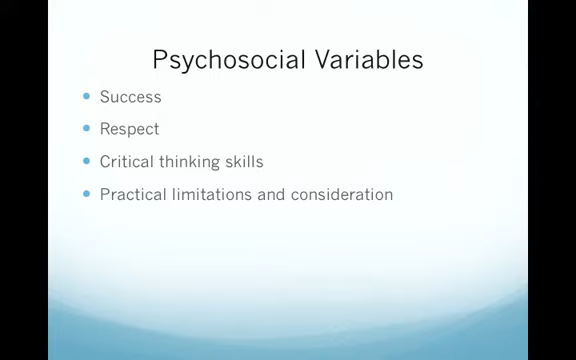 Psychosocial Variables
Success
Respect
Critical thinking skills
Practical limitations and consideration